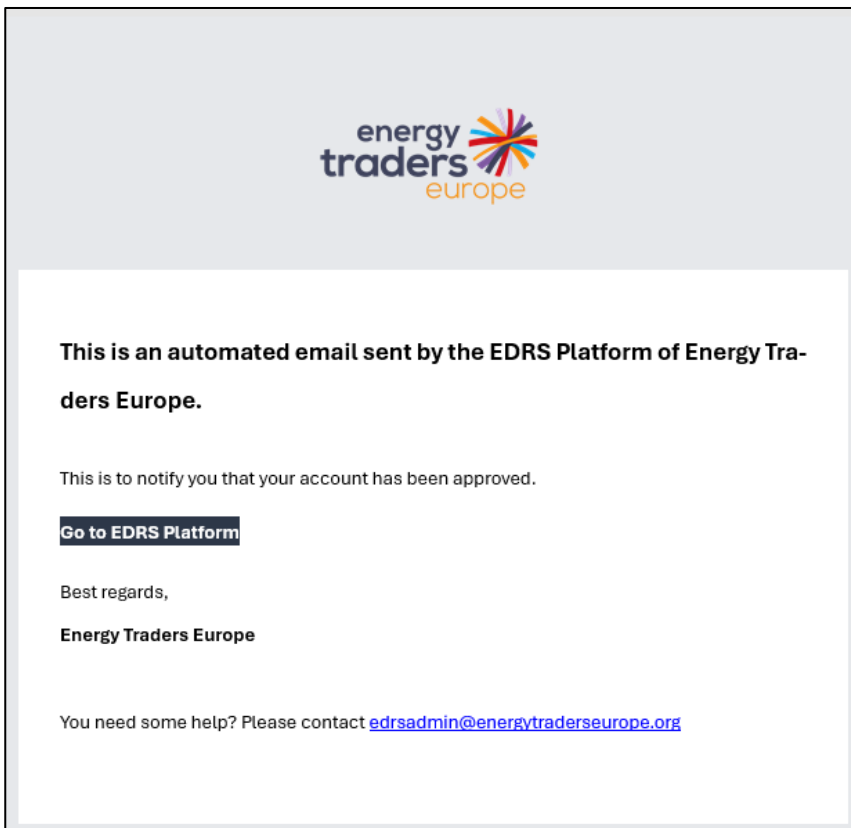 energy
traders
europe
This is an automated email sent by the EDRS Platform of Energy Tra-
ders Europe.
This is to notify you that your account has been approved.
Go to EDRS Platform
Best regards,
Energy Traders Europe
You need some help? Please contact edrsadmin@energytraderseurope.org